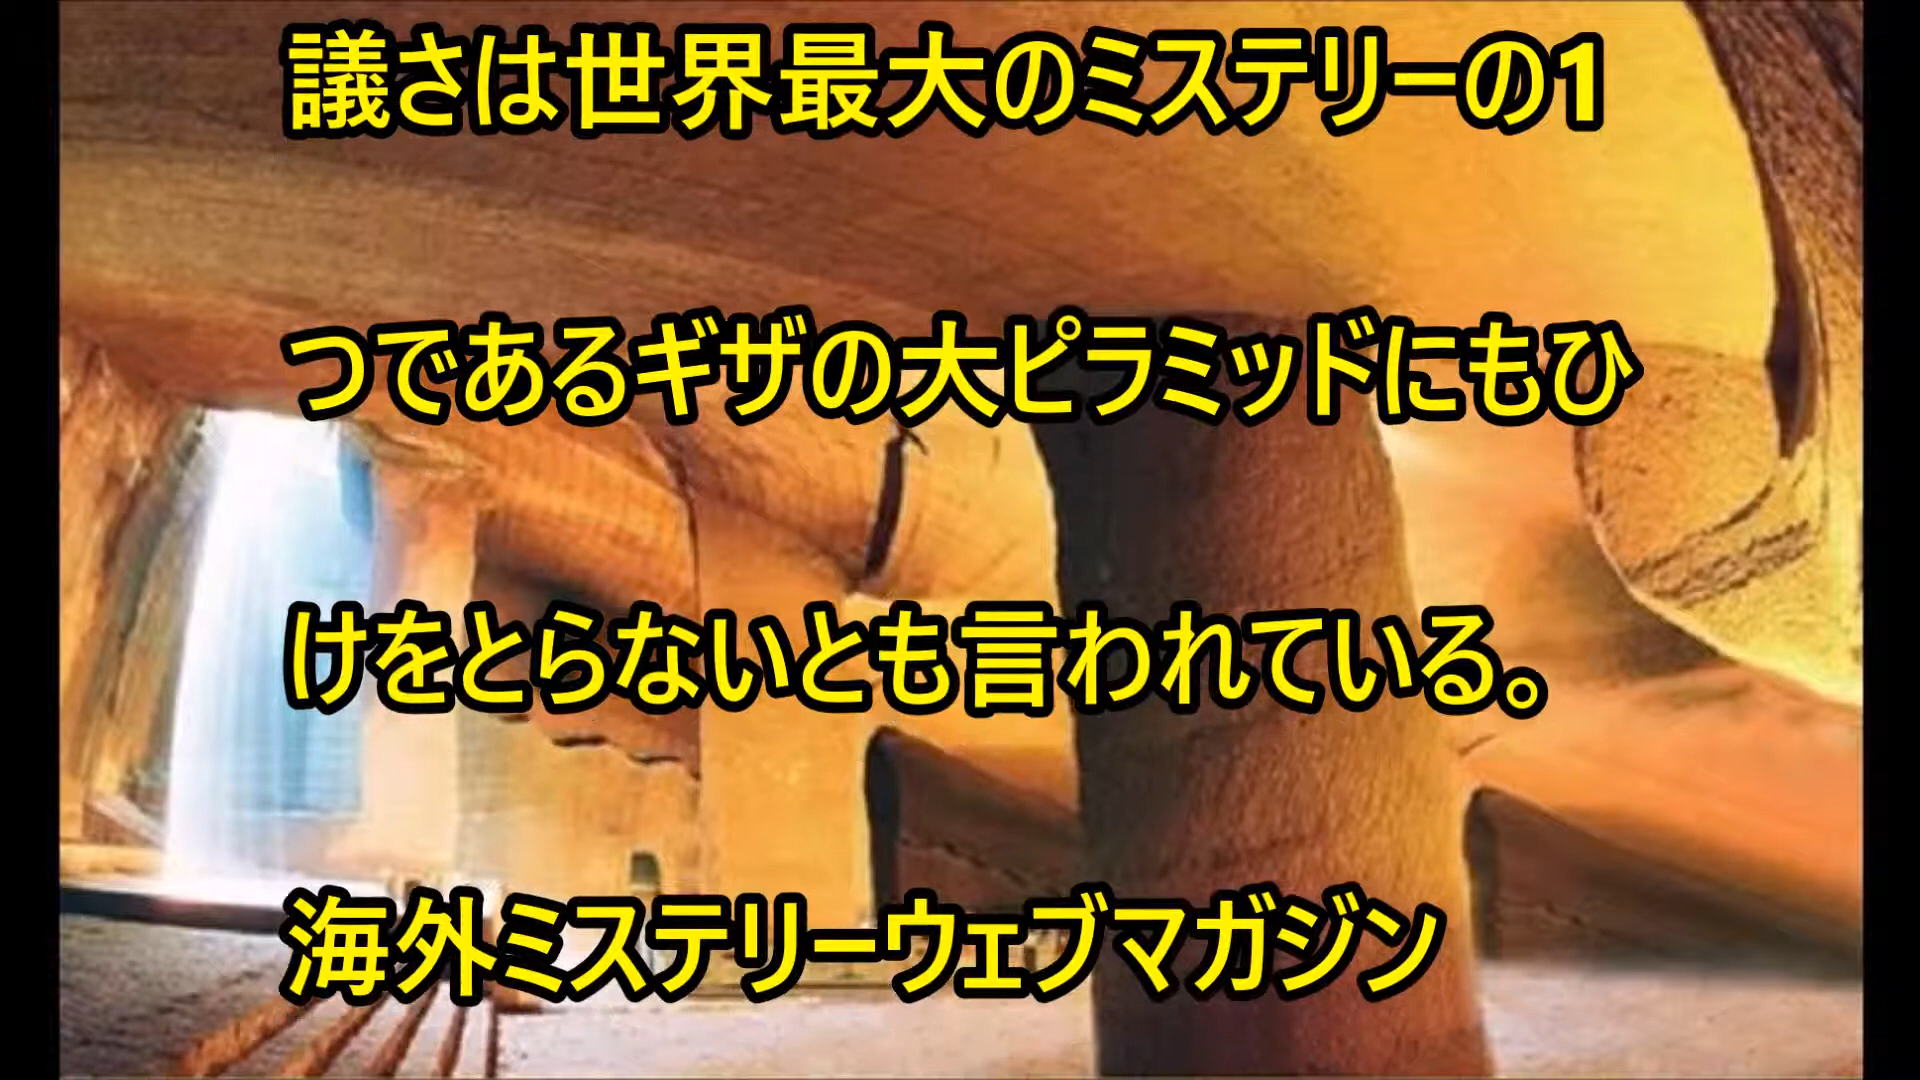 議さは世界最大のミステリーの1
つであるギザの大ピラミッドにもひ
けをとらないとも言われている。
海外ミステリーウェブマガジン